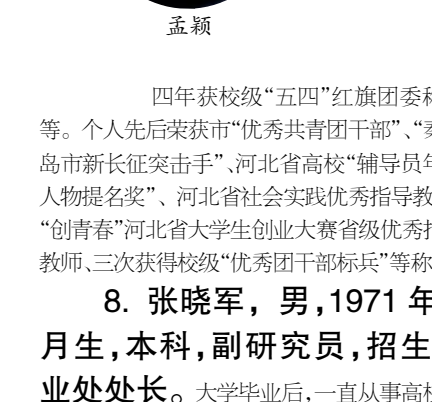 孟颖
四年获校级“五四”红旗团委称
等。个人先后荣获市“优秀共青团干部”、“秦
岛市新长征突击手”、河北省高校“辅导员年
人物提名奖”、河北省社会实践优秀指导教
“创青春”河北省大学生创业大赛省级优秀指
教师、三次获得校级“优秀团干部标兵”等称
8. 张晓军，男，1971 年
月生，本科，副研究员，招生
业处处长。大学毕业后，一直从事高校